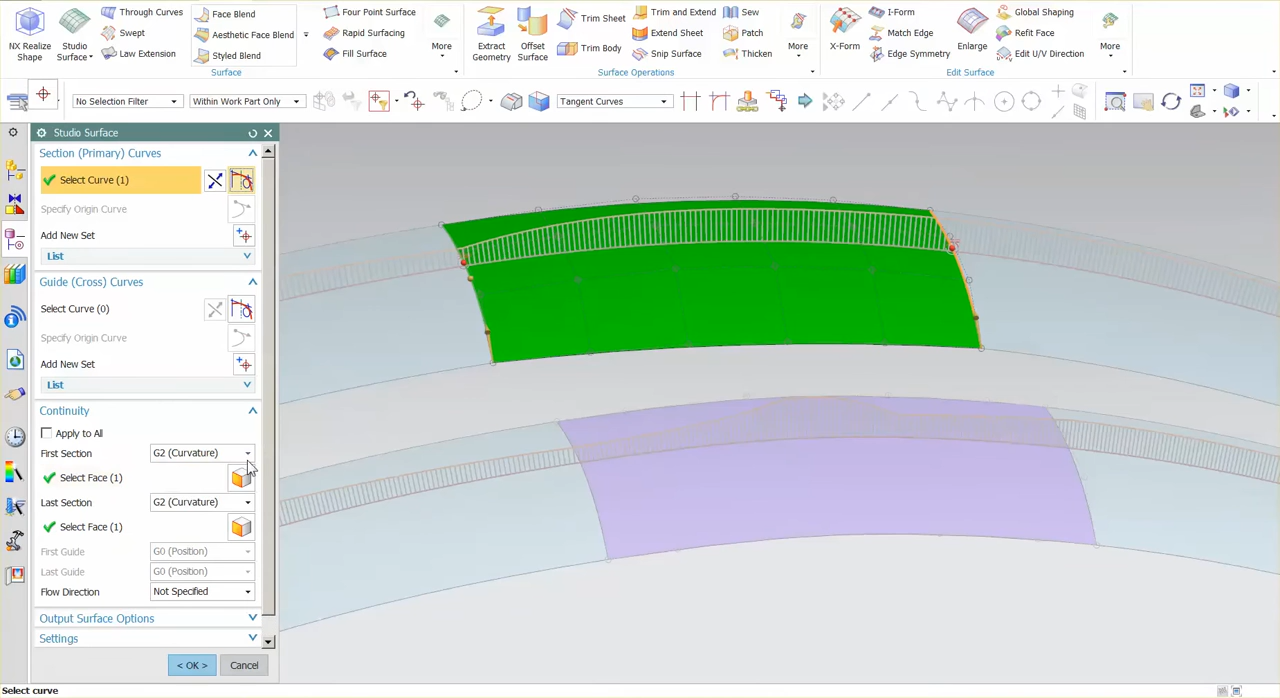 NX Realize Shape
Studio Surface
Through Curves
Swept
Law Extension
Face Blend
Aesthetic Face Blend
Styled Blend
Four Point Surface
Rapid Surfacing
Fill Surface
More
Surface
Extract Geometry
Offset Surface
Trim Sheet
Trim Body
Trim and Extend
Extend Sheet
Snip Surface
Sew
Patch
Thicken
More
Surface Operations
X-Form
I-Form
Match Edge
Edge Symmetry
Enlarge
Global Shaping
Refit Face
Edit U/V Direction
More
Edit Surface
No Selection Filter
Within Work Part Only
Tangent Curves
Studio Surface
Section (Primary) Curves
Select Curve (1)
Specify Origin Curve
Add New Set
List
Guide (Cross) Curves
Select Curve (0)
Specify Origin Curve
Add New Set
List
Continuity
Apply to All
First Section
G2 (Curvature)
Select Face (1)
Last Section
G2 (Curvature)
Select Face (1)
First Guide
G0 (Position)
Last Guide
G0 (Position)
Flow Direction
Not Specified
Output Surface Options
Settings
< OK >
Cancel
Select curve